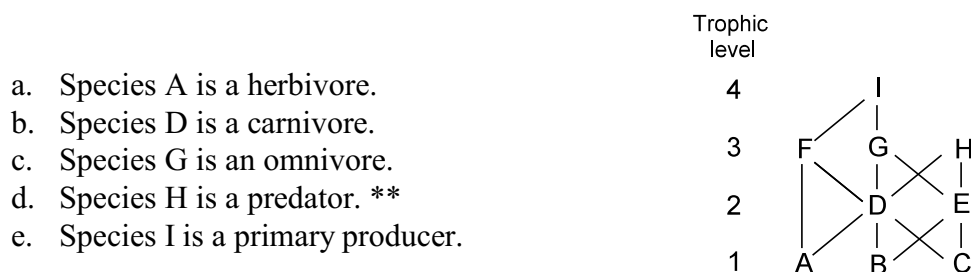 Trophic
level
a. Species A is a herbivore.
b. Species D is a carnivore.
c. Species G is an omnivore.
d. Species H is a predator. **
e. Species I is a primary producer.
4 I
3 F G H
2 D E
1 A B C